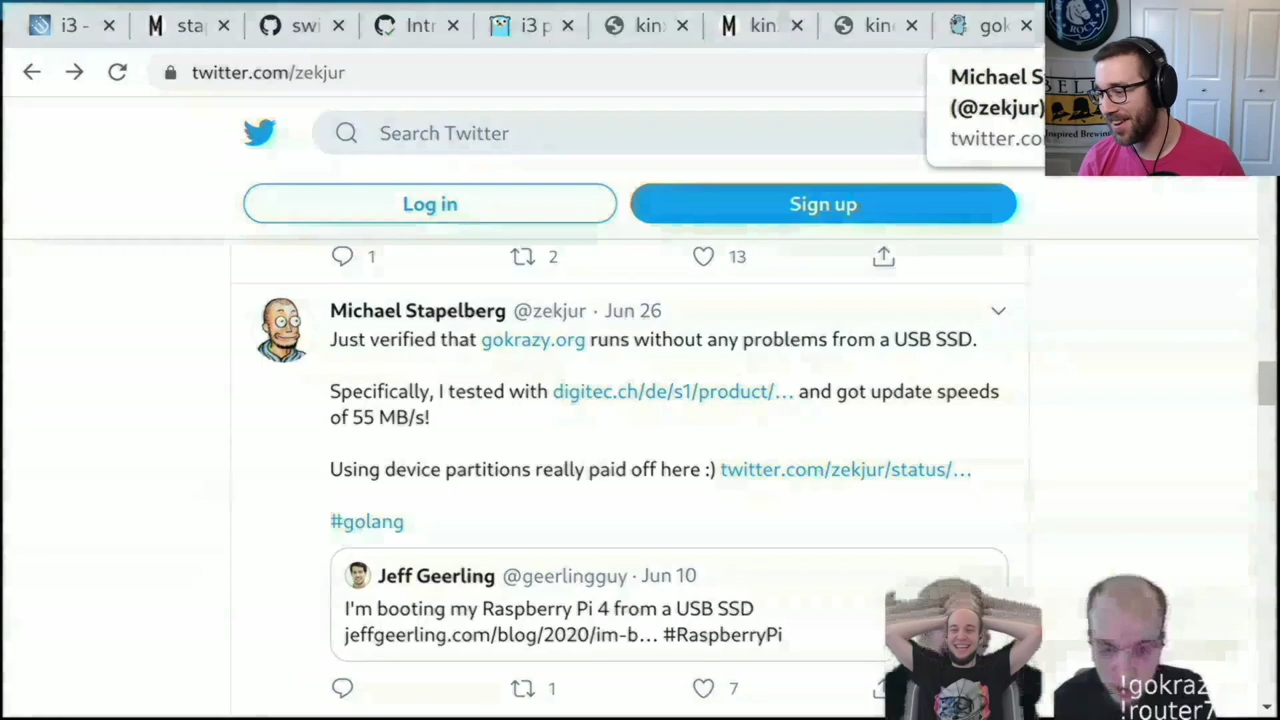 i3 -
sta
swi
Intr
i3 p
kin
kin
kin
gok
twitter.com/zekjur
Michael S
(@zekjur)
twitter.co
Search Twitter
Log in
Sign up
1
2
13
Michael Stapelberg @zekjur · Jun 26
Just verified that gokrazy.org runs without any problems from a USB SSD.
Specifically, I tested with digitec.ch/de/s1/product/… and got update speeds
of 55 MB/s!
Using device partitions really paid off here :) twitter.com/zekjur/status/…
#golang
Jeff Geerling @geerlingguy · Jun 10
I'm booting my Raspberry Pi 4 from a USB SSD
jeffgeerling.com/blog/2020/im-b… #RaspberryPi
1
7
!gokraz
!router7